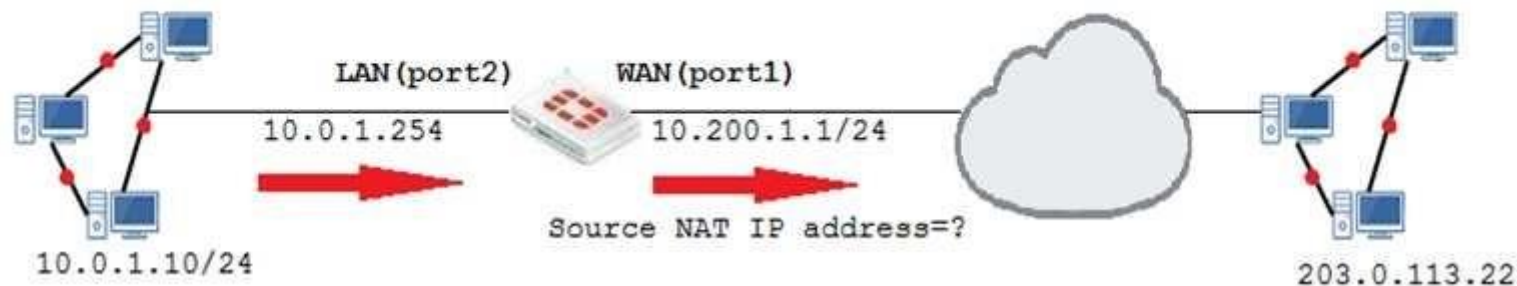 LAN(port2)
WAN(port1)
10.0.1.254
10.200.1.1/24
Source NAT IP address=?
10.0.1.10/24
203.0.113.22